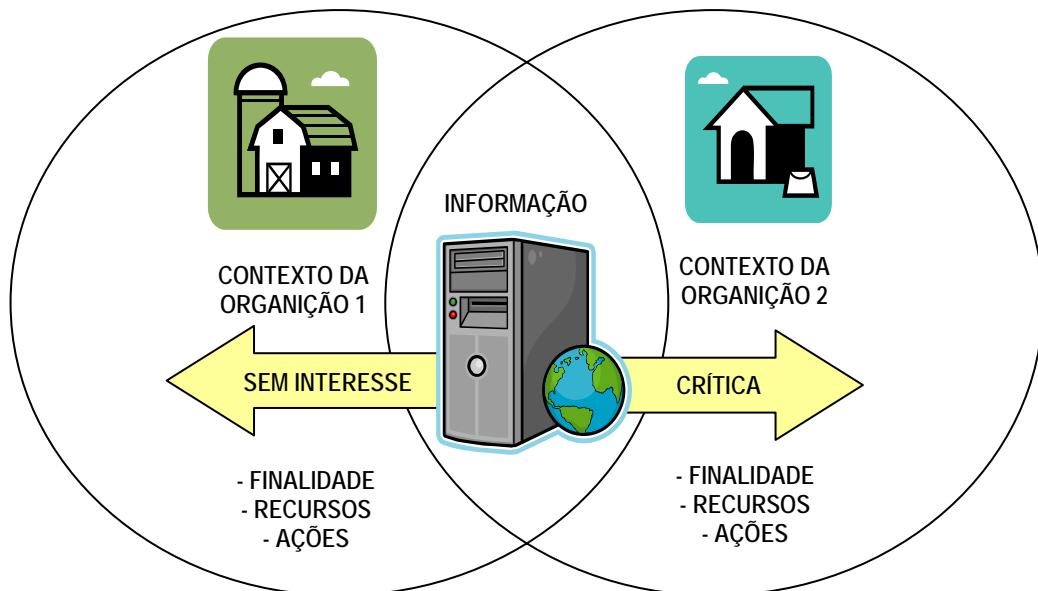 INFORMAÇÃO
CONTEXTO DA
ORGANIÇÃO 1
CONTEXTO DA
ORGANIÇÃO 2
SEM INTERESSE
CRÍTICA
- FINALIDADE
- RECURSOS
- AÇÕES
- FINALIDADE
- RECURSOS
- AÇÕES